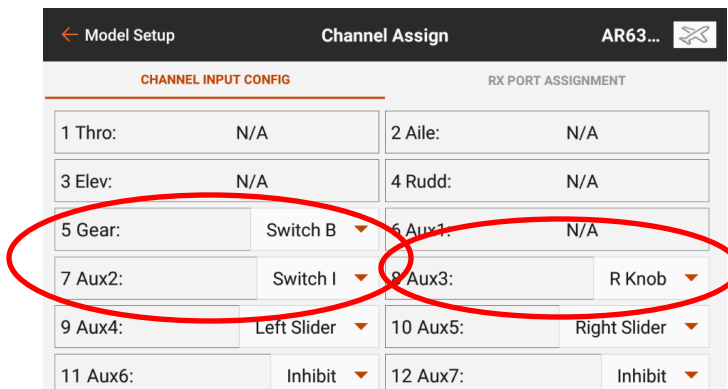 Model Setup Channel Assign AR63...
CHANNEL INPUT CONFIG RX PORT ASSIGNMENT
1 Thro: N/A 2 Aile: N/A
3 Elev: N/A 4 Rudd: N/A
5 Gear: Switch B 6 Aux1: N/A
7 Aux2: Switch I 8 Aux3: R Knob
9 Aux4: Left Slider 10 Aux5: Right Slider
11 Aux6: Inhibit 12 Aux7: Inhibit